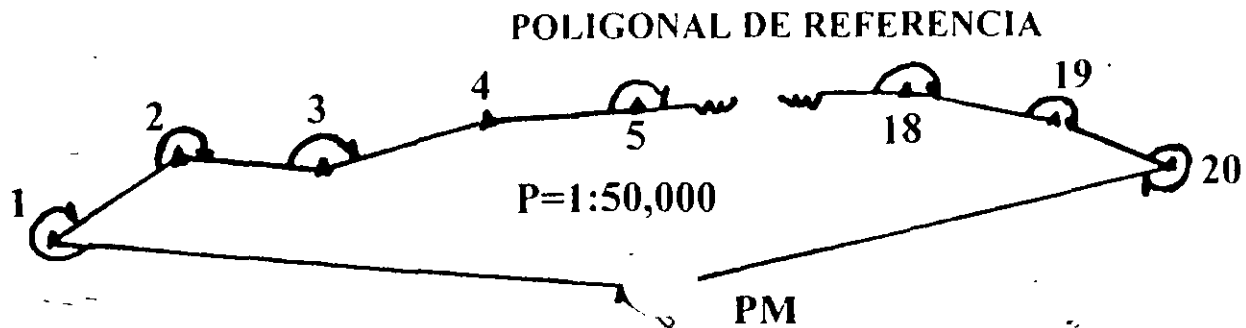 POLIGONAL DE REFERENCIA
1
2
3
4
5
18
19
20
P=1:50,000
PM